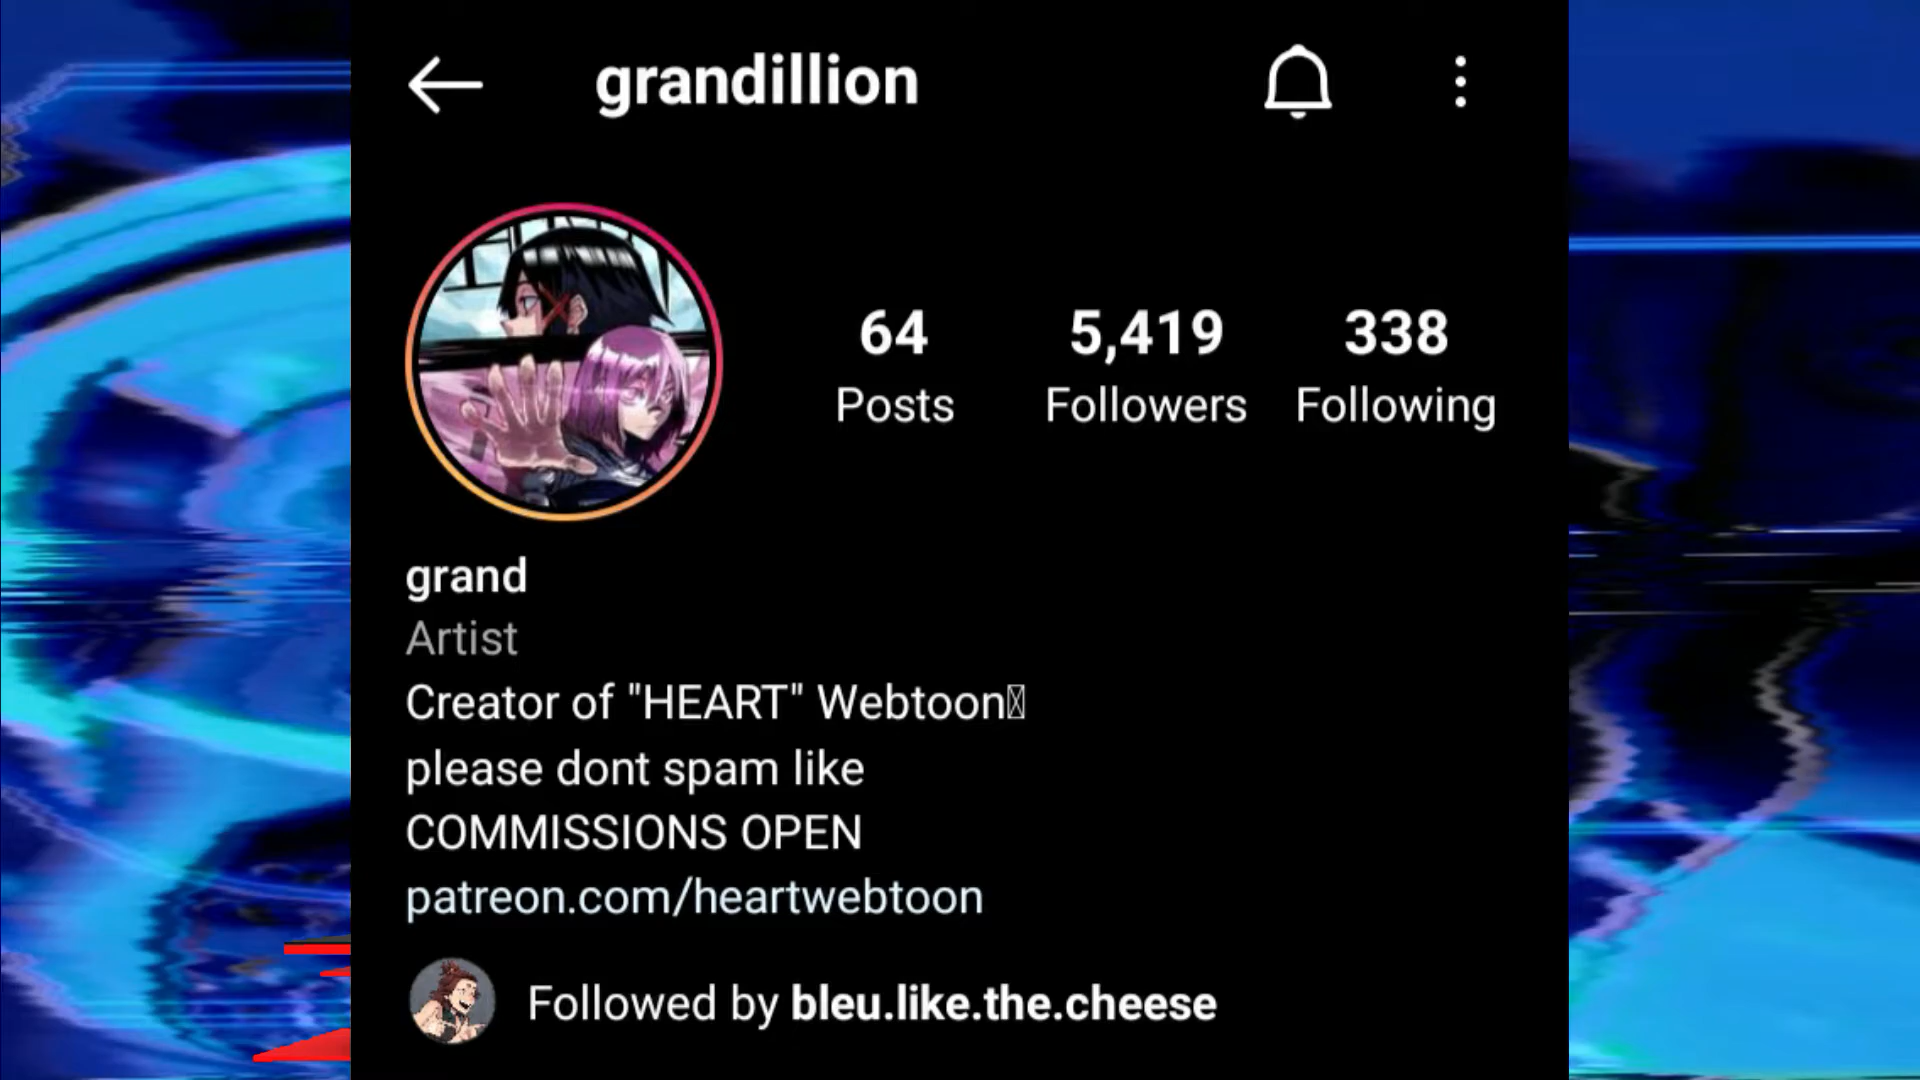 grandillion
64 5,419 338
Posts Followers Following
grand
Artist
Creator of "HEART" Webtoon
please dont spam like
COMMISSIONS OPEN
patreon.com/heartwebtoon
Followed by bleu.like.the.cheese